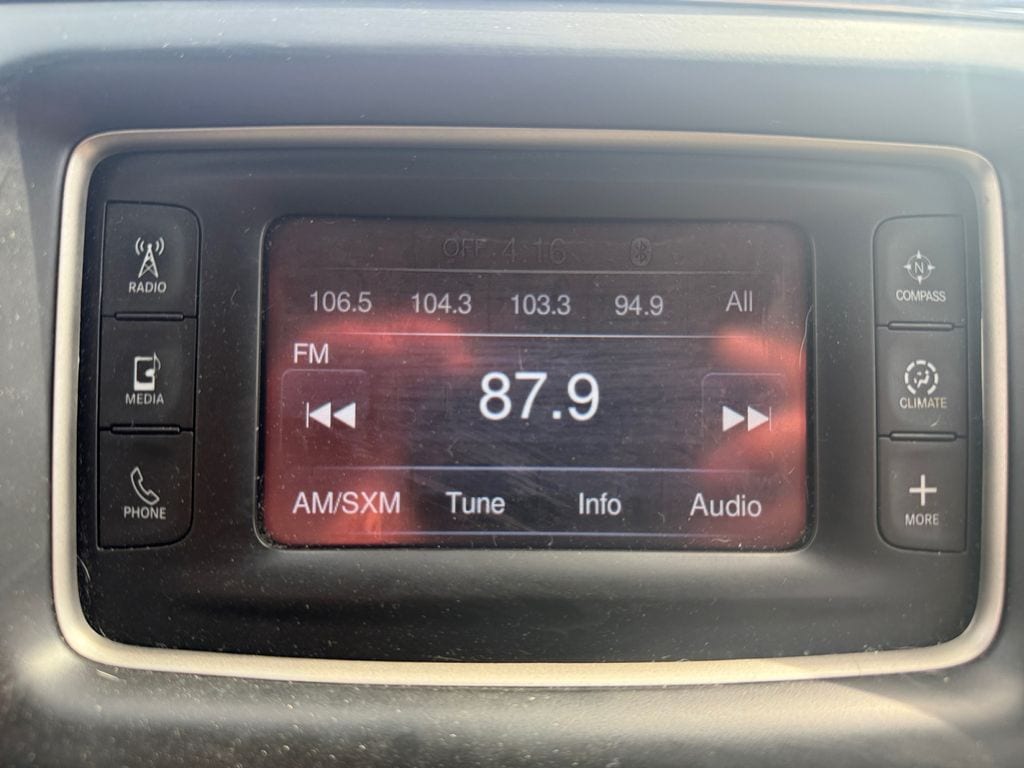 OFF 4:16
106.5 104.3 103.3 94.9 All
FM
87.9
AM/SXM Tune Info Audio
RADIO
MEDIA
PHONE
N
COMPASS
CLIMATE
MORE